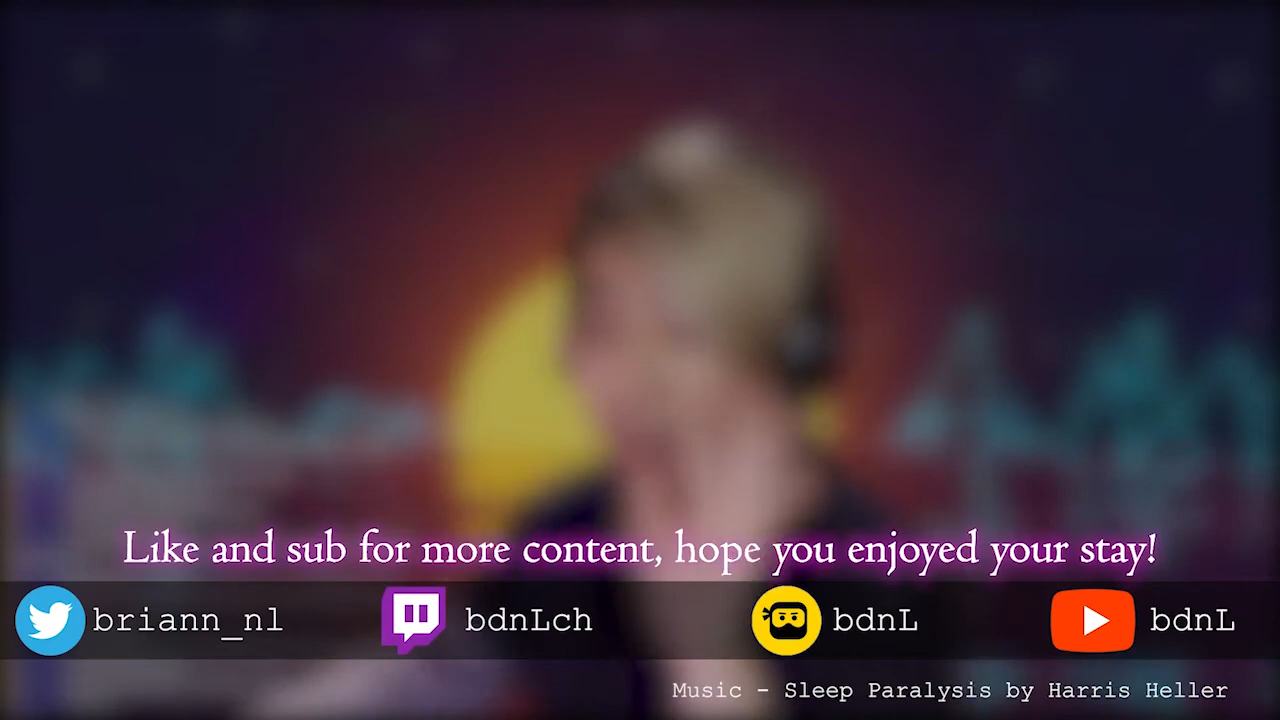 Like and sub for more content, hope you enjoyed your stay!
briann_nl bdnLch bdnL bdnL
Music - Sleep Paralysis by Harris Heller